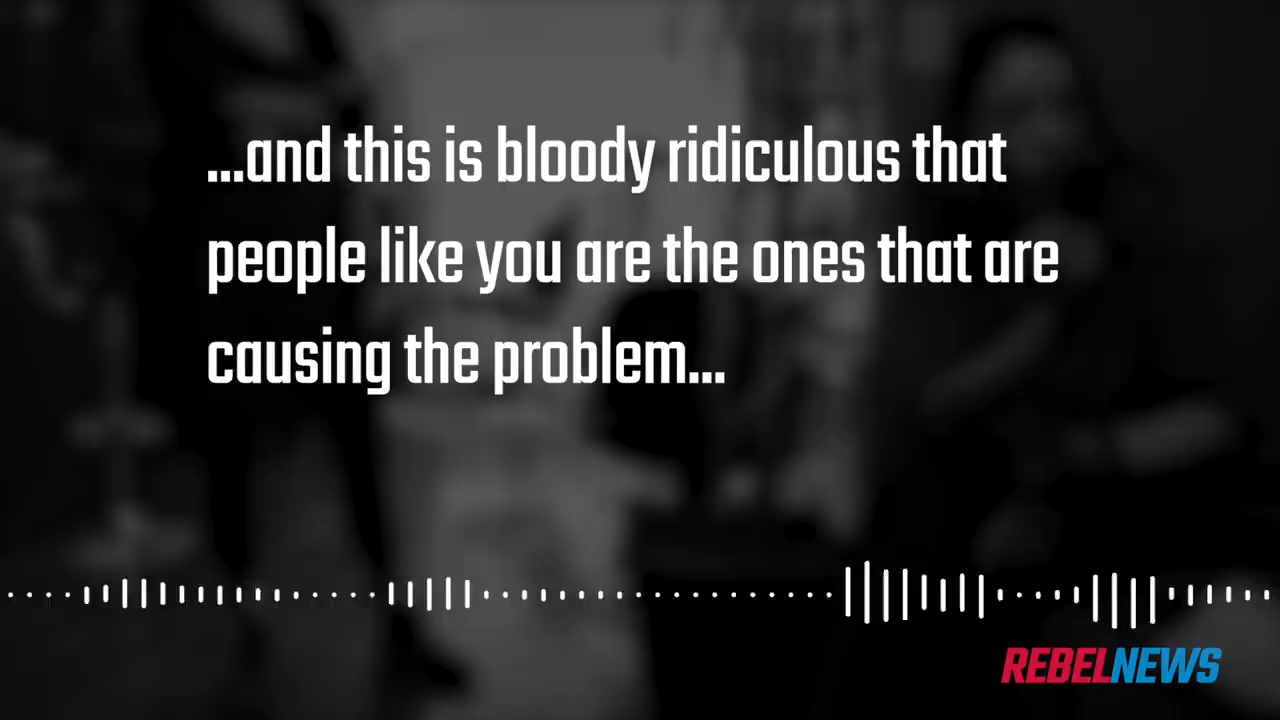 ...and this is bloody ridiculous that
people like you are the ones that are
causing the problem...
REBELNEWS